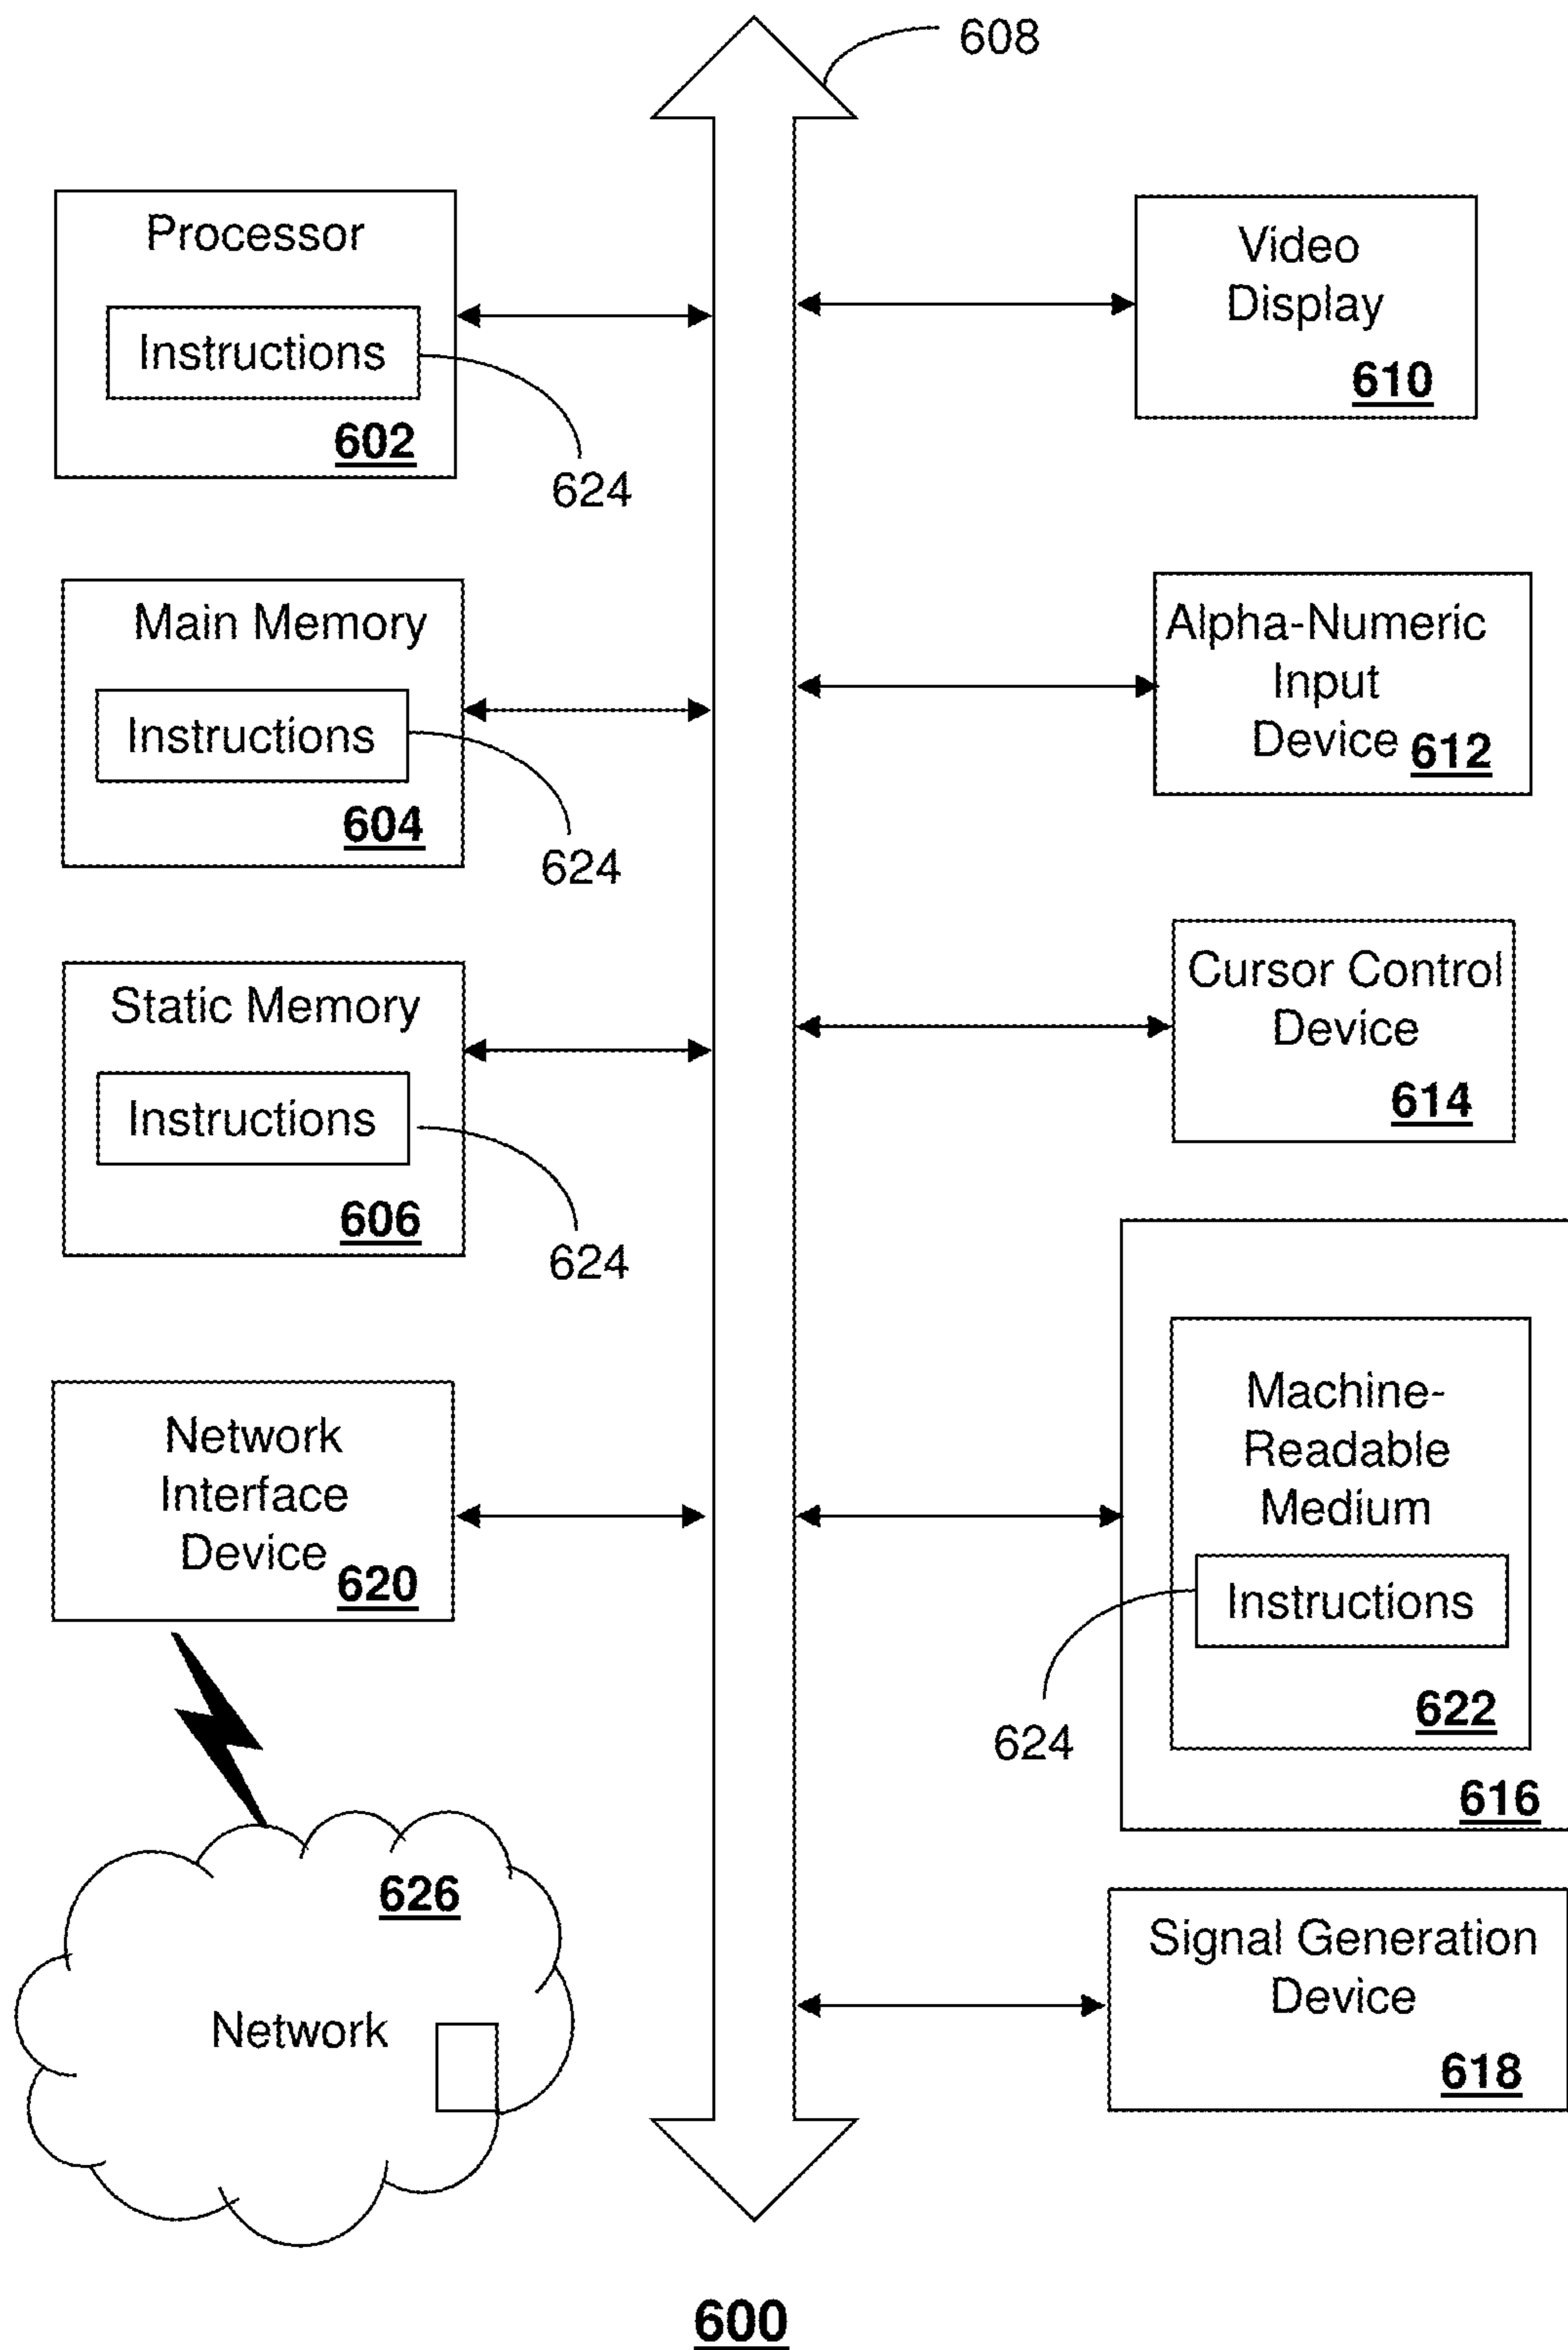 608
Processor
Instructions
602
624
Main Memory
Instructions
604
624
Static Memory
Instructions
606
624
Network
Interface
Device
620
626
Network
Video
Display
610
Alpha-Numeric
Input
Device 612
Cursor Control
Device
614
Machine-
Readable
Medium
Instructions
622
624
616
Signal Generation
Device
618
600